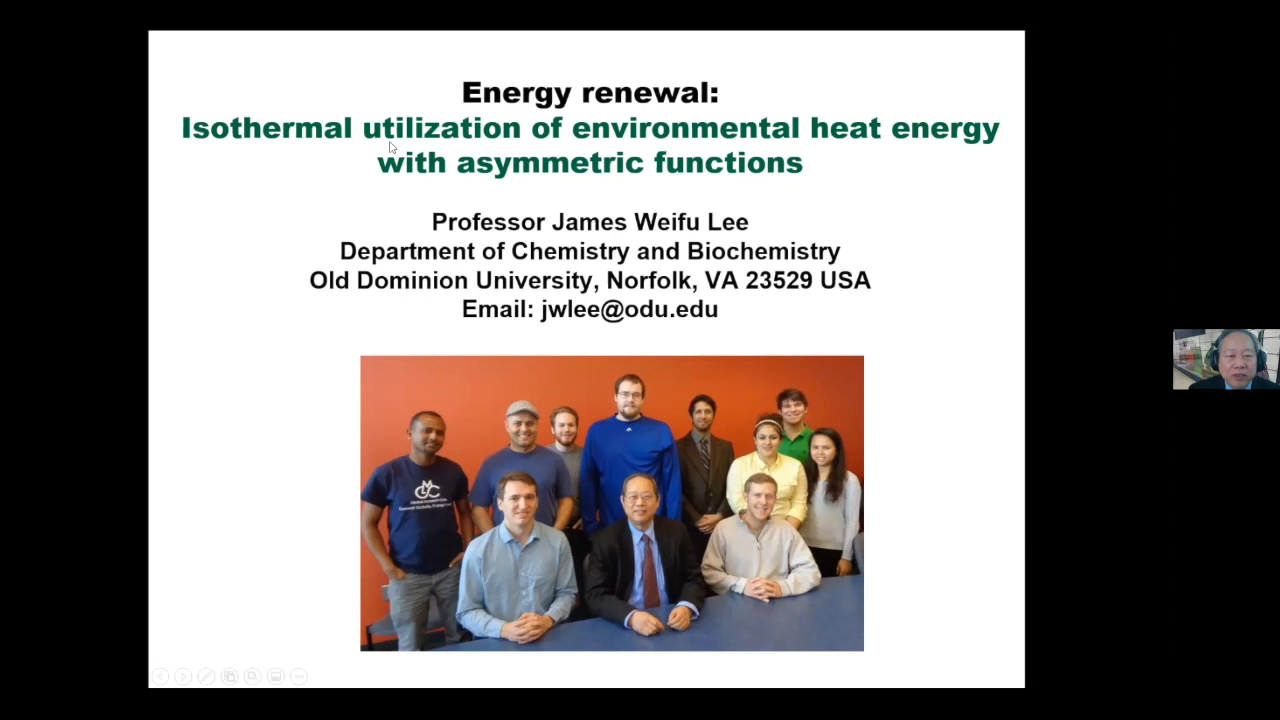 Energy renewal:
Isothermal utilization of environmental heat energy
with asymmetric functions
Professor James Weifu Lee
Department of Chemistry and Biochemistry
Old Dominion University, Norfolk, VA 23529 USA
Email: jwlee@odu.edu